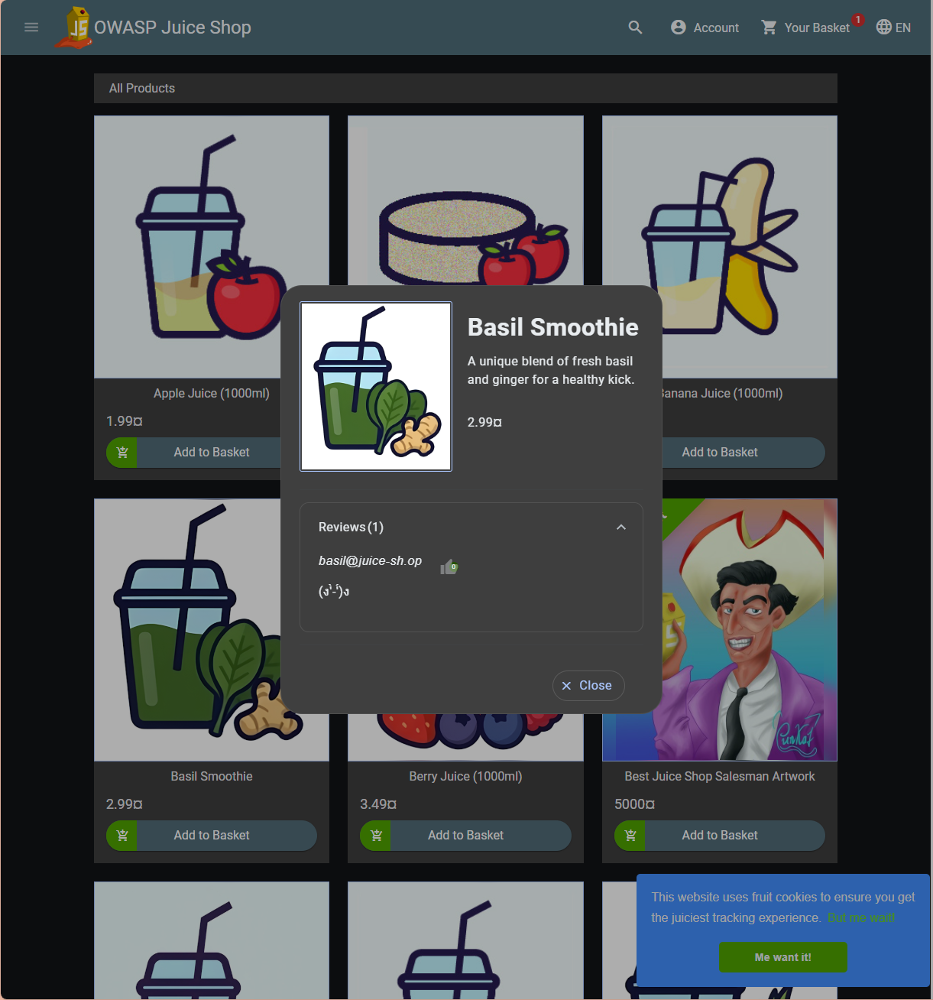 OWASP Juice Shop
Account
Your Basket
1
EN
All Products
Apple Juice (1000ml)
1.99¤
Add to Basket
Banana Juice (1000ml)
Add to Basket
Basil Smoothie
A unique blend of fresh basil
and ginger for a healthy kick.
2.99¤
Reviews (1)
basil@juice-sh.op
0
(ง'̀-'́)ง
Close
Basil Smoothie
2.99¤
Add to Basket
Berry Juice (1000ml)
3.49¤
Add to Basket
Best Juice Shop Salesman Artwork
5000¤
Add to Basket
This website uses fruit cookies to ensure you get
the juiciest tracking experience. But me wait!
Me want it!